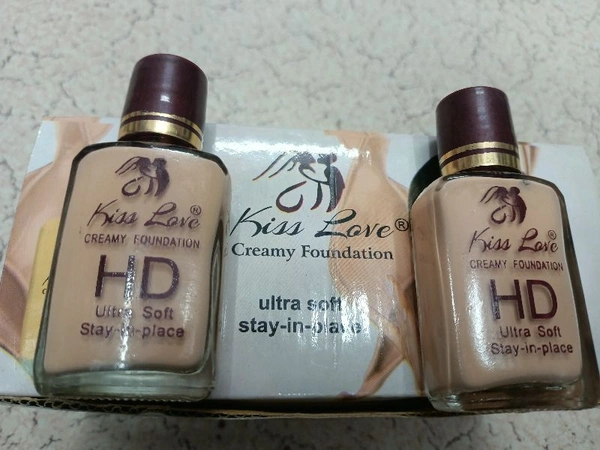 Kiss Love®
CREAMY FOUNDATION
HD
Ultra Soft
Stay-in-place
Kiss Love®
Creamy Foundation
ultra soft
stay-in-place
Kiss Love®
CREAMY FOUNDATION
HD
Ultra Soft
Stay-in-place